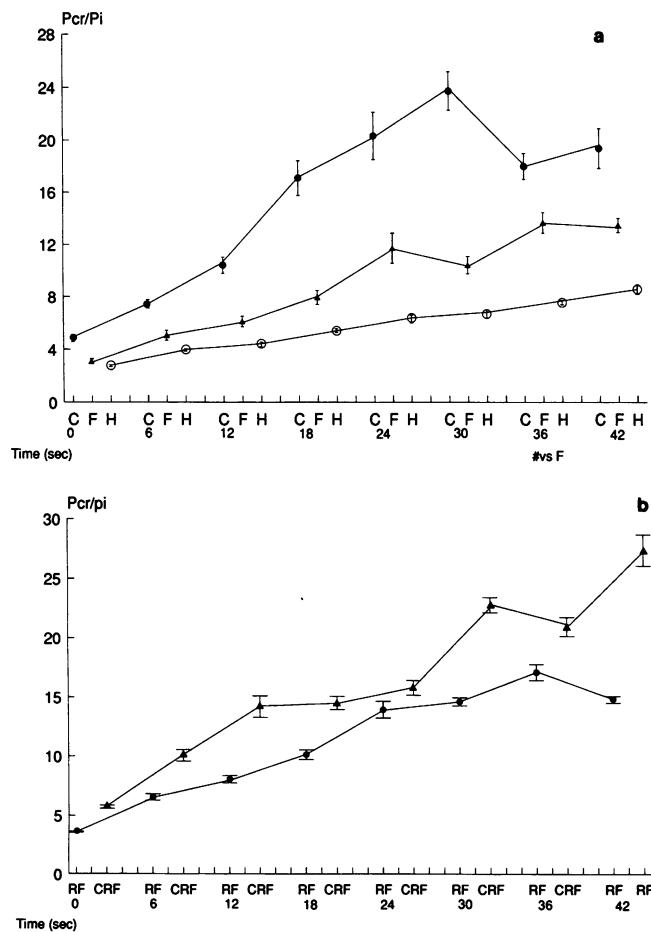 Pcr/Pi
a
28
24
20
16
12
8
4
0
C F H C F H C F H C F H C F H C F H C F H C F H
0 6 12 18 24 30 36 42
Time (sec)
#vs F
Pcr/pi
b
30
25
20
15
10
5
0
RF CRF RF CRF RF CRF RF CRF RF CRF RF CRF RF CRF RF RF
0 6 12 18 24 30 36 42
Time (sec)